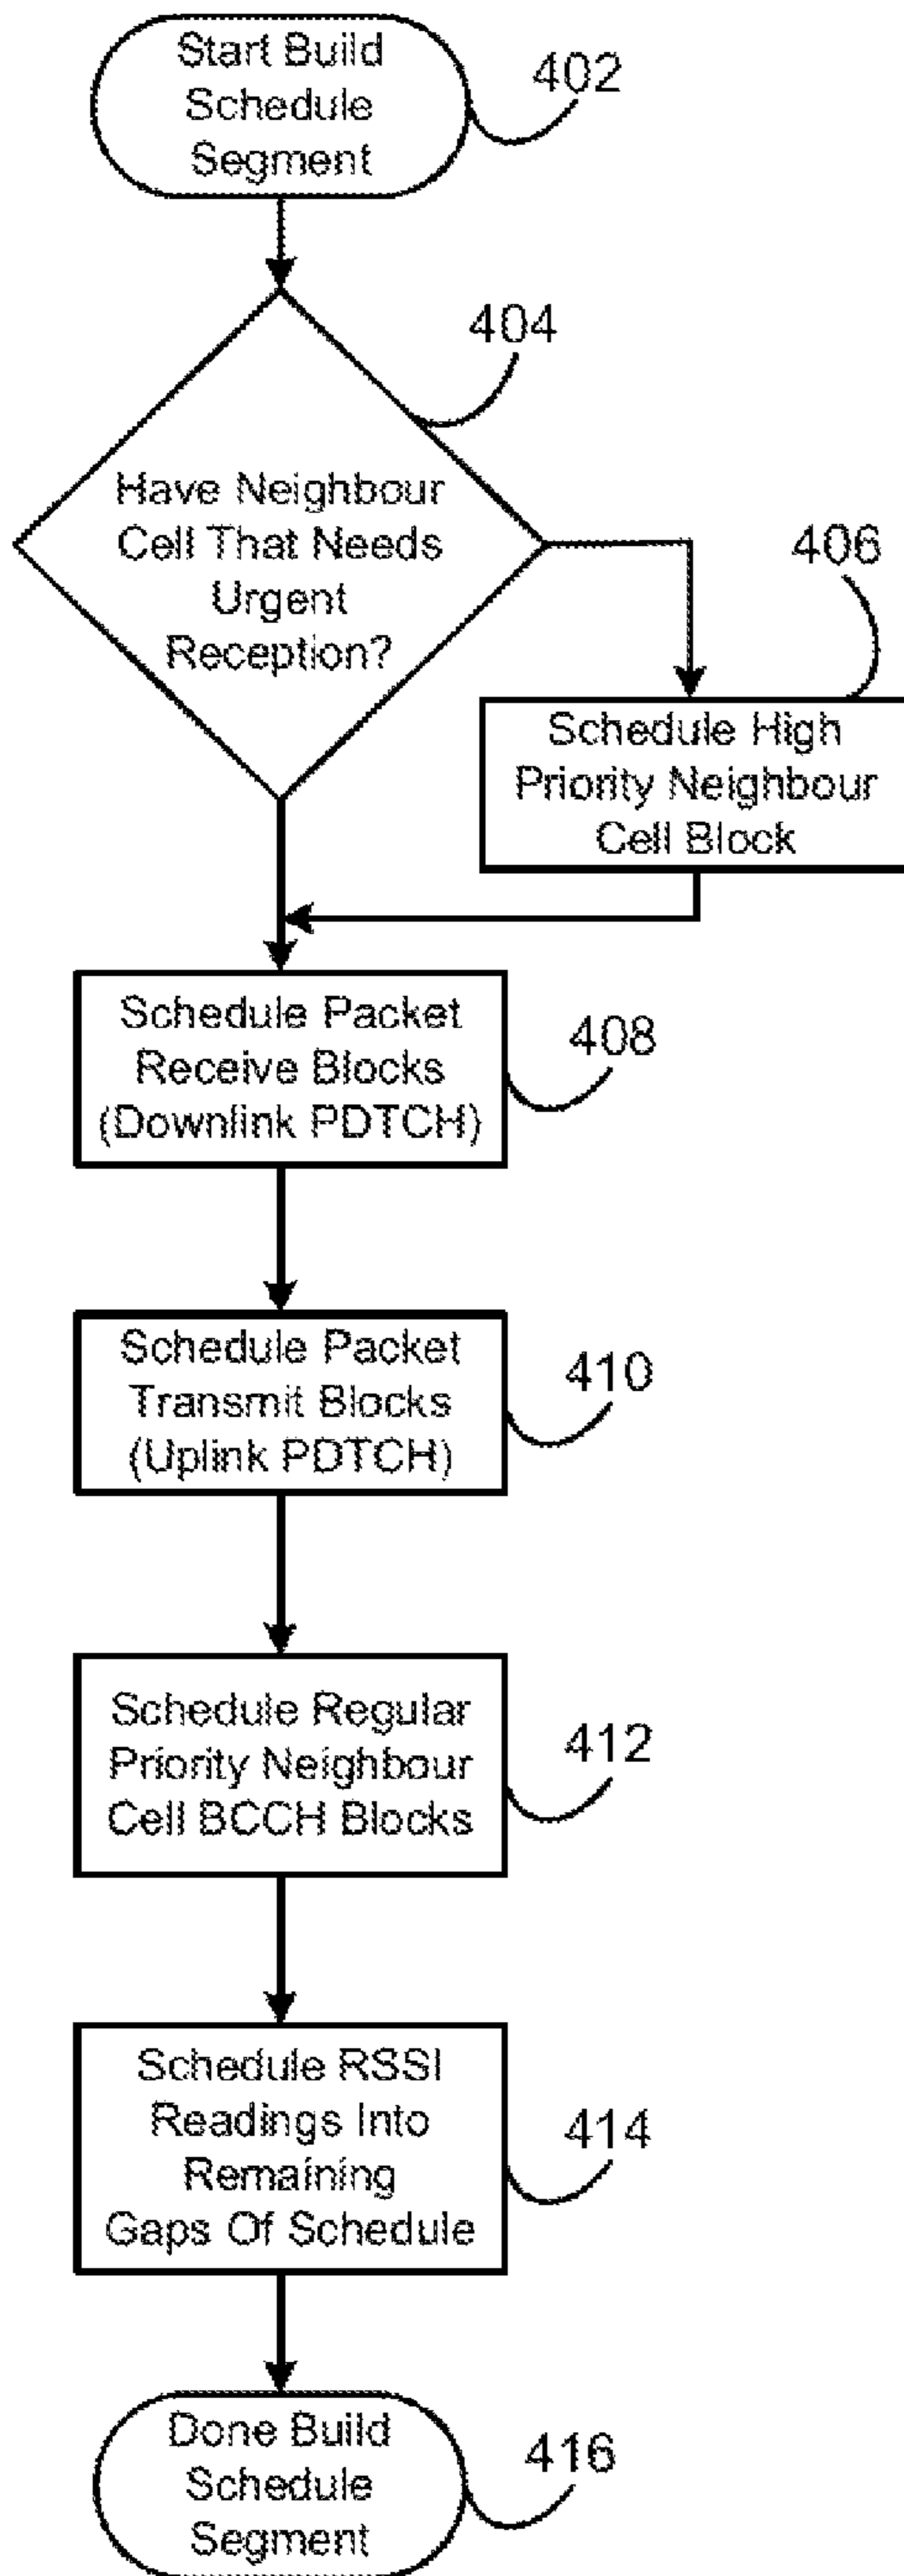 Start Build
Schedule
Segment
402
404
Have Neighbour
Cell That Needs
Urgent
Reception?
406
Schedule High
Priority Neighbour
Cell Block
Schedule Packet
Receive Blocks
(Downlink PDTCH)
408
Schedule Packet
Transmit Blocks
(Uplink PDTCH)
410
Schedule Regular
Priority Neighbour
Cell BCCH Blocks
412
Schedule RSSI
Readings Into
Remaining
Gaps Of Schedule
414
Done Build
Schedule
Segment
416